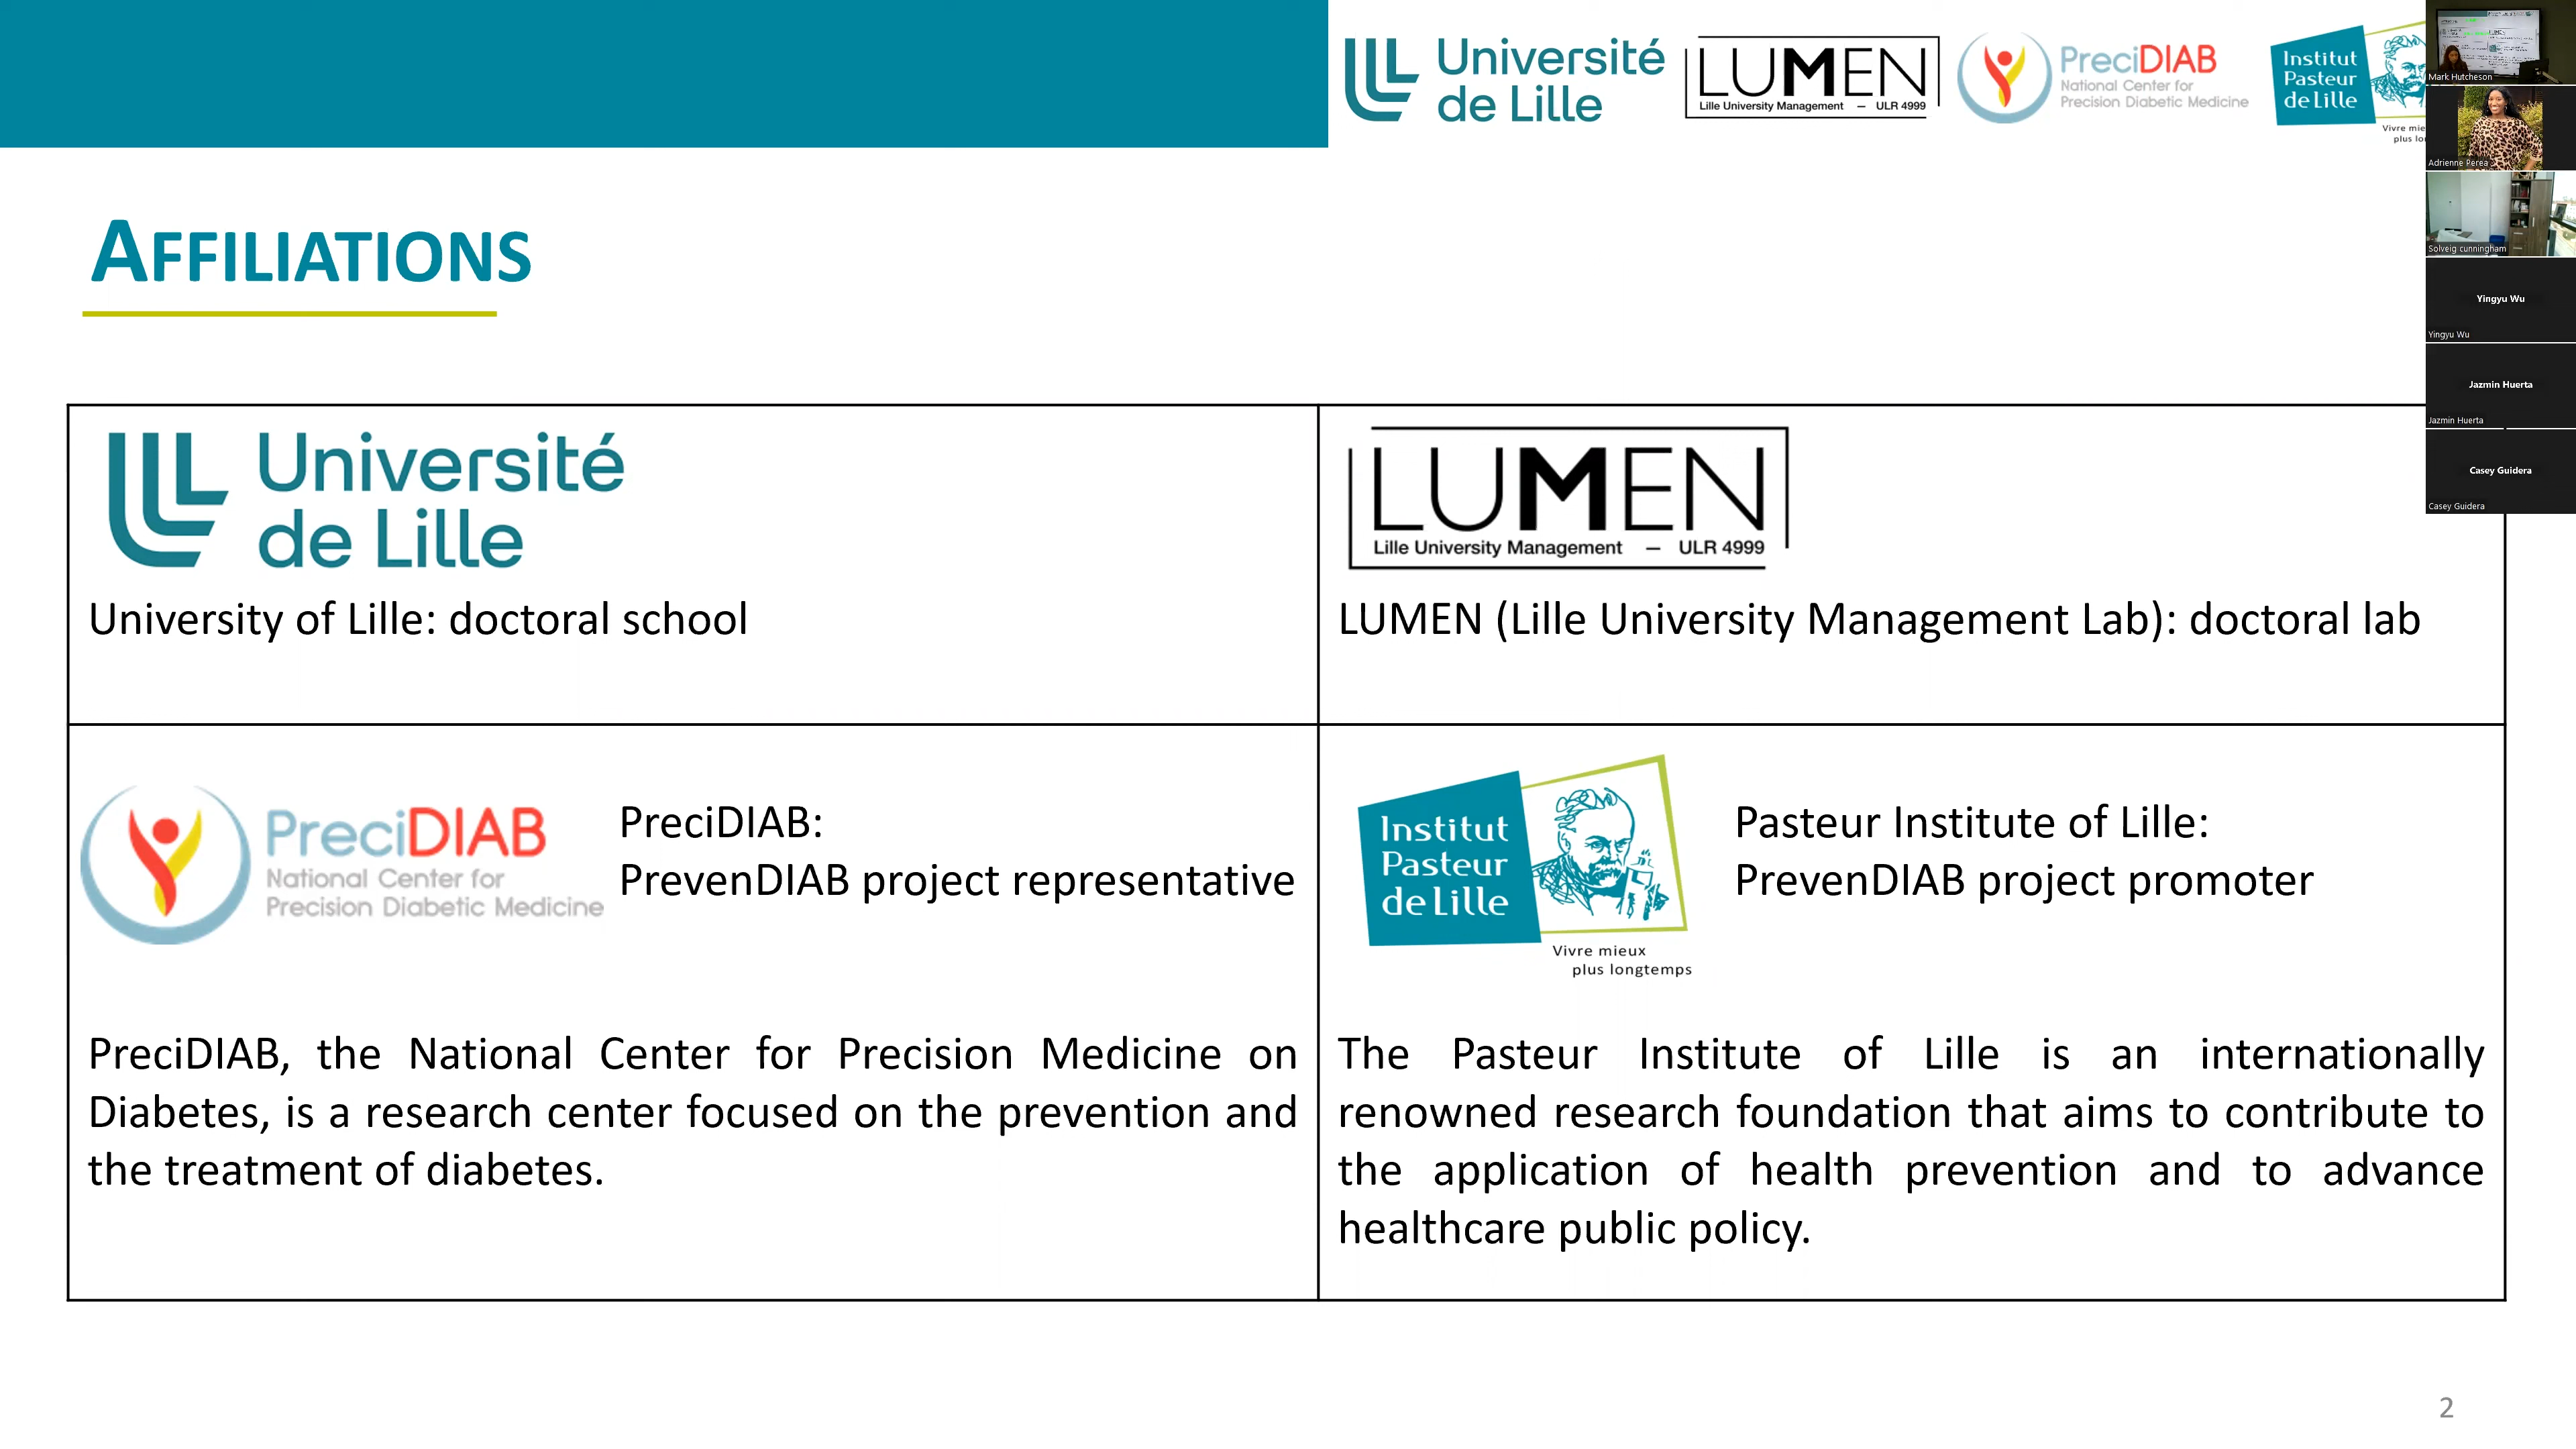 Université
de Lille
LUMEN
Lille University Management — ULR 4999
PreciDIAB
National Center for
Precision Diabetic Medicine
Institut
Pasteur
de Lille
Vivre mie
plus lo
Mark Hutcheson
Adrienne Perea
Solveig cunningham
Yingyu Wu
Yingyu Wu
Jazmin Huerta
Jazmin Huerta
Casey Guidera
Casey Guidera
AFFILIATIONS
Université
de Lille
University of Lille: doctoral school
LUMEN
Lille University Management — ULR 4999
LUMEN (Lille University Management Lab): doctoral lab
PreciDIAB
National Center for
Precision Diabetic Medicine
PreciDIAB:
PrevenDIAB project representative
PreciDIAB, the National Center for Precision Medicine on
Diabetes, is a research center focused on the prevention and
the treatment of diabetes.
Institut
Pasteur
de Lille
Vivre mieux
plus longtemps
Pasteur Institute of Lille:
PrevenDIAB project promoter
The Pasteur Institute of Lille is an internationally
renowned research foundation that aims to contribute to
the application of health prevention and to advance
healthcare public policy.
2